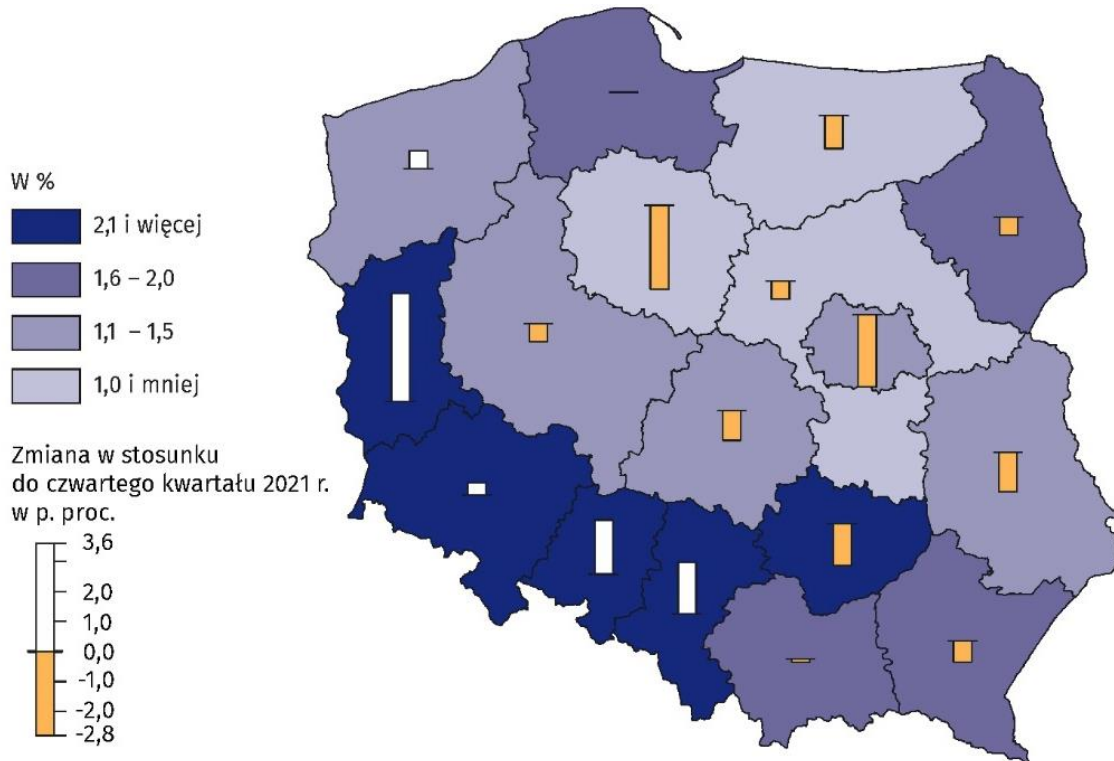 W %
2,1 i więcej
1,6 – 2,0
1,1 – 1,5
1,0 i mniej
Zmiana w stosunku
do czwartego kwartału 2021 r.
w p. proc.
3,6
2,0
1,0
0,0
-1,0
-2,0
-2,8